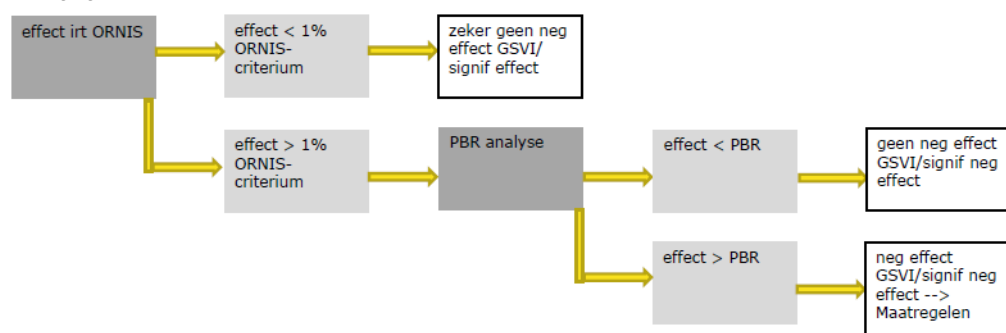 effect irt ORNIS
effect < 1%
ORNIS-
criterium
zeker geen neg
effect GSVI/
signif effect
effect > 1%
ORNIS-
criterium
PBR analyse
effect < PBR
geen neg effect
GSVI/signif neg
effect
effect > PBR
neg effect
GSVI/signif neg
effect -->
Maatregelen